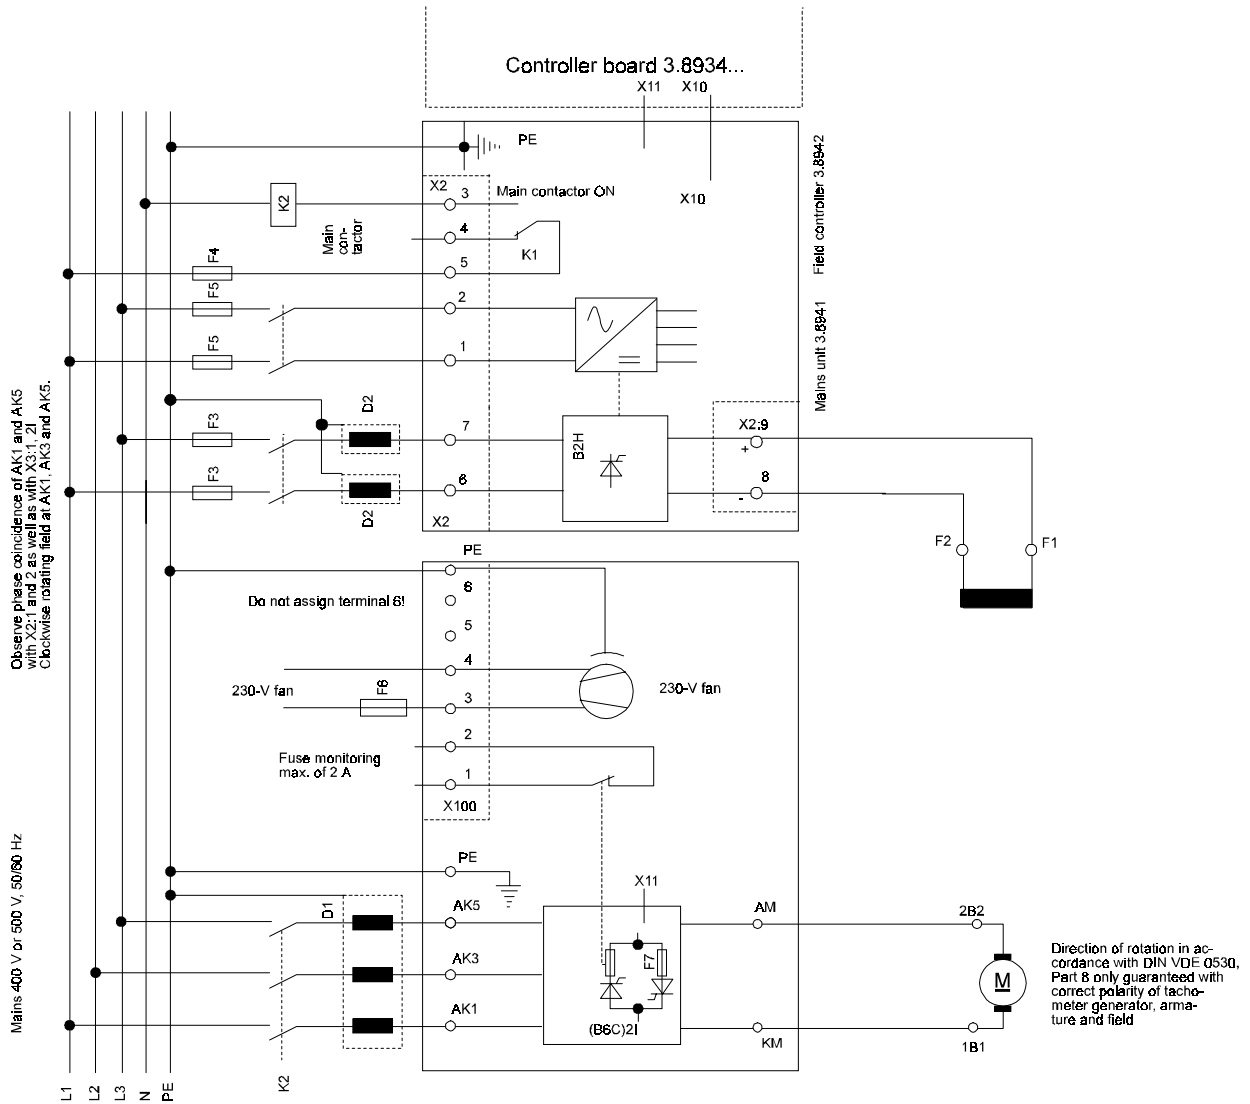 Controller board 3.8934...
X11
X10
PE
X10
X2
3
Main contactor ON
K2
Main
con-
tactor
4
K1
5
F4
F5
2
F5
1
Field controller 3.8942
Mains unit 3.8941
D2
F3
7
B2H
X2:9
+
F3
6
8
-
D2
X2
F2
F1
Observe phase coincidence of AK1 and AK5
with X2:1 and 2 as well as with X3:1, 2I
Clockwise rotating field at AK1, AK3 and AK5.
PE
6
Do not assign terminal 6!
5
4
230-V fan
F6
3
230-V fan
2
Fuse monitoring
max. of 2 A
1
X100
Mains 400 V or 500 V, 50/60 Hz
PE
X11
D1
AK5
AM
2B2
AK3
F7
M
AK1
(B6C)2I
KM
1B1
Direction of rotation in ac-
cordance with DIN VDE 0530,
Part 8 only guaranteed with
correct polarity of tacho-
meter generator, arma-
ture and field
K2
L1
L2
L3
N
PE